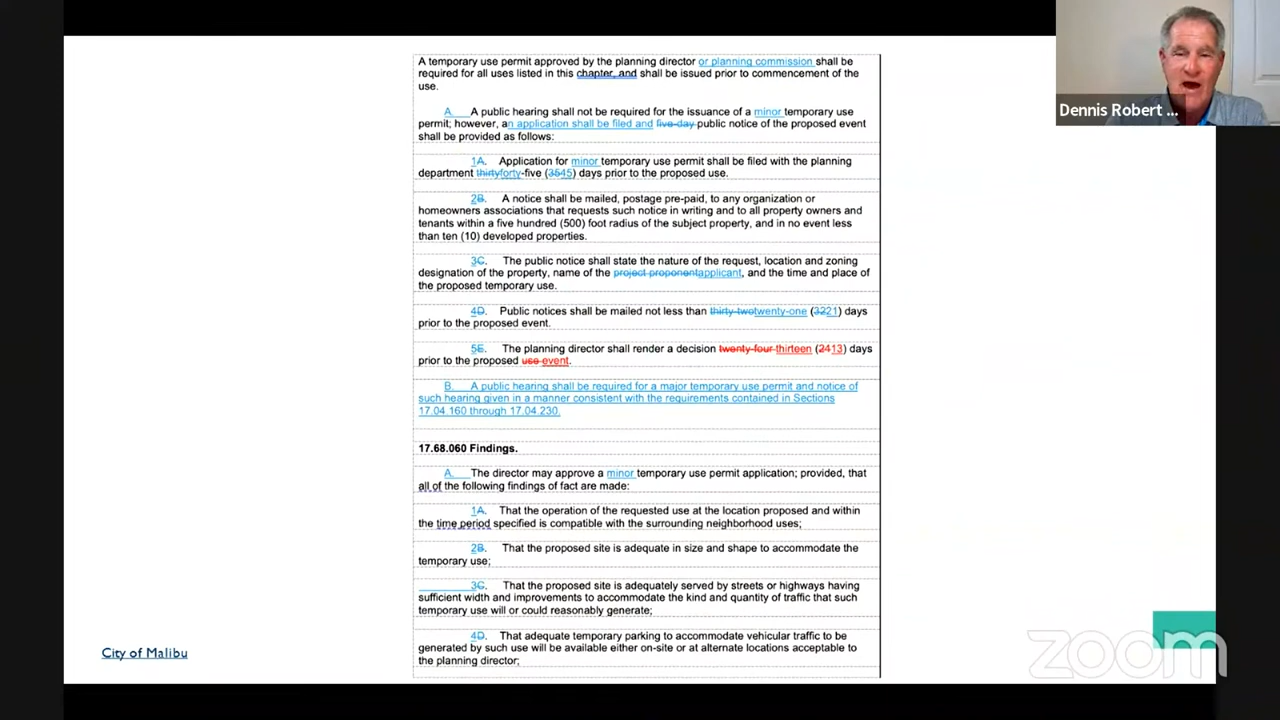 A temporary use permit approved by the planning director or planning commission shall be
required for all uses listed in this chapter, and shall be issued prior to commencement of the
use.
A. A public hearing shall not be required for the issuance of a minor temporary use
permit; however, an application shall be filed and five-day public notice of the proposed event
shall be provided as follows:
1A. Application for minor temporary use permit shall be filed with the planning
department thirtyforty-five (3545) days prior to the proposed use.
2B. A notice shall be mailed, postage pre-paid, to any organization or
homeowners associations that requests such notice in writing and to all property owners and
tenants within a five hundred (500) foot radius of the subject property, and in no event less
than ten (10) developed properties.
3C. The public notice shall state the nature of the request, location and zoning
designation of the property, name of the project proponentapplicant, and the time and place of
the proposed temporary use.
4D. Public notices shall be mailed not less than thirty-twotwenty-one (3221) days
prior to the proposed event.
5E. The planning director shall render a decision twenty-four thirteen (2413) days
prior to the proposed use event.
B. A public hearing shall be required for a major temporary use permit and notice of
such hearing given in a manner consistent with the requirements contained in Sections
17.04.160 through 17.04.230.
17.68.060 Findings.
A. The director may approve a minor temporary use permit application; provided, that
all of the following findings of fact are made:
1A. That the operation of the requested use at the location proposed and within
the time period specified is compatible with the surrounding neighborhood uses;
2B. That the proposed site is adequate in size and shape to accommodate the
temporary use;
3C. That the proposed site is adequately served by streets or highways having
sufficient width and improvements to accommodate the kind and quantity of traffic that such
temporary use will or could reasonably generate;
4D. That adequate temporary parking to accommodate vehicular traffic to be
generated by such use will be available either on-site or at alternate locations acceptable to
the planning director;
City of Malibu
Dennis Robert ...
zoom